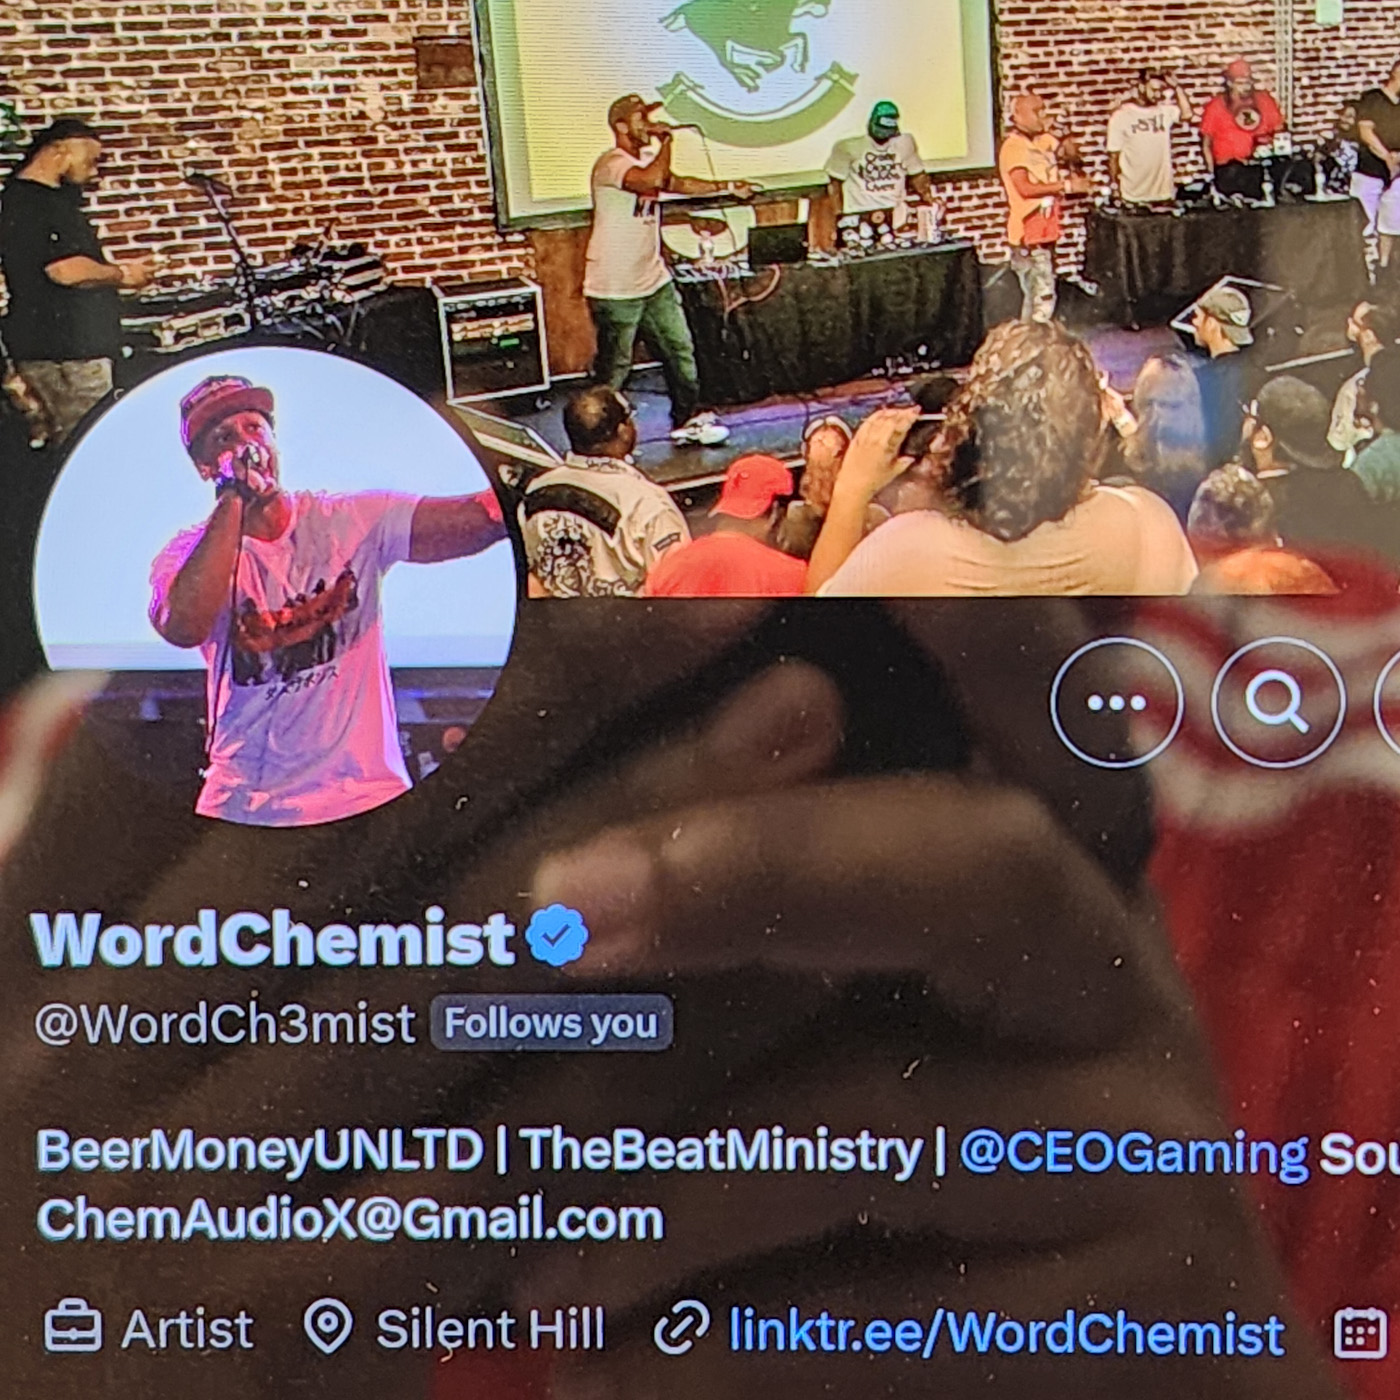 WordChemist
@WordCh3mist Follows you
BeerMoneyUNLTD | TheBeatMinistry | @CEOGaming
ChemAudioX@Gmail.com
Artist Silent Hill linktr.ee/WordChemist